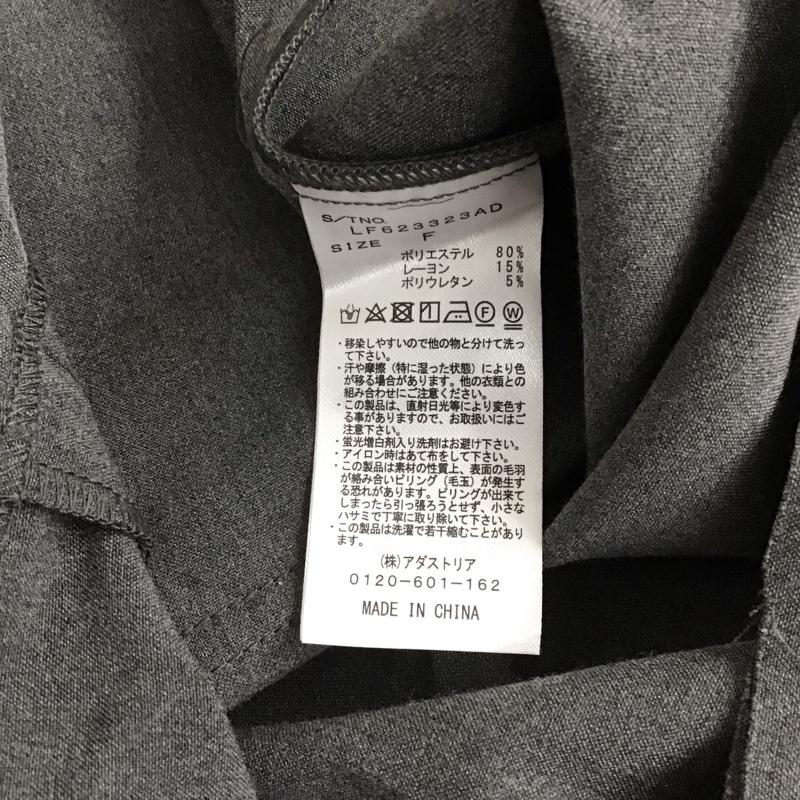 S/TNO.
LF623323AD
SIZE F
ポリエステル 80%
レーヨン 15%
ポリウレタン 5%
F W
・移染しやすいので他の物と分けて洗っ
て下さい。
・汗や摩擦（特に湿った状態）により色
が移る場合があります。他の衣類との
組み合わせにご注意ください。
・この製品は、直射日光等により変色す
る事がありますので、お取扱いにはご
注意下さい。
・蛍光増白剤入り洗剤はお避け下さい。
・アイロン時はあて布をして下さい。
・この製品は素材の性質上、表面の毛羽
が絡み合いピリング（毛玉）が発生す
る恐れがあります。ピリングが出来て
しまったら引っ張ろうとせず、小さな
ハサミで丁寧に取り除いて下さい。
・この製品は洗濯で若干縮むことがあり
ます。
(株)アダストリア
0120-601-162
MADE IN CHINA